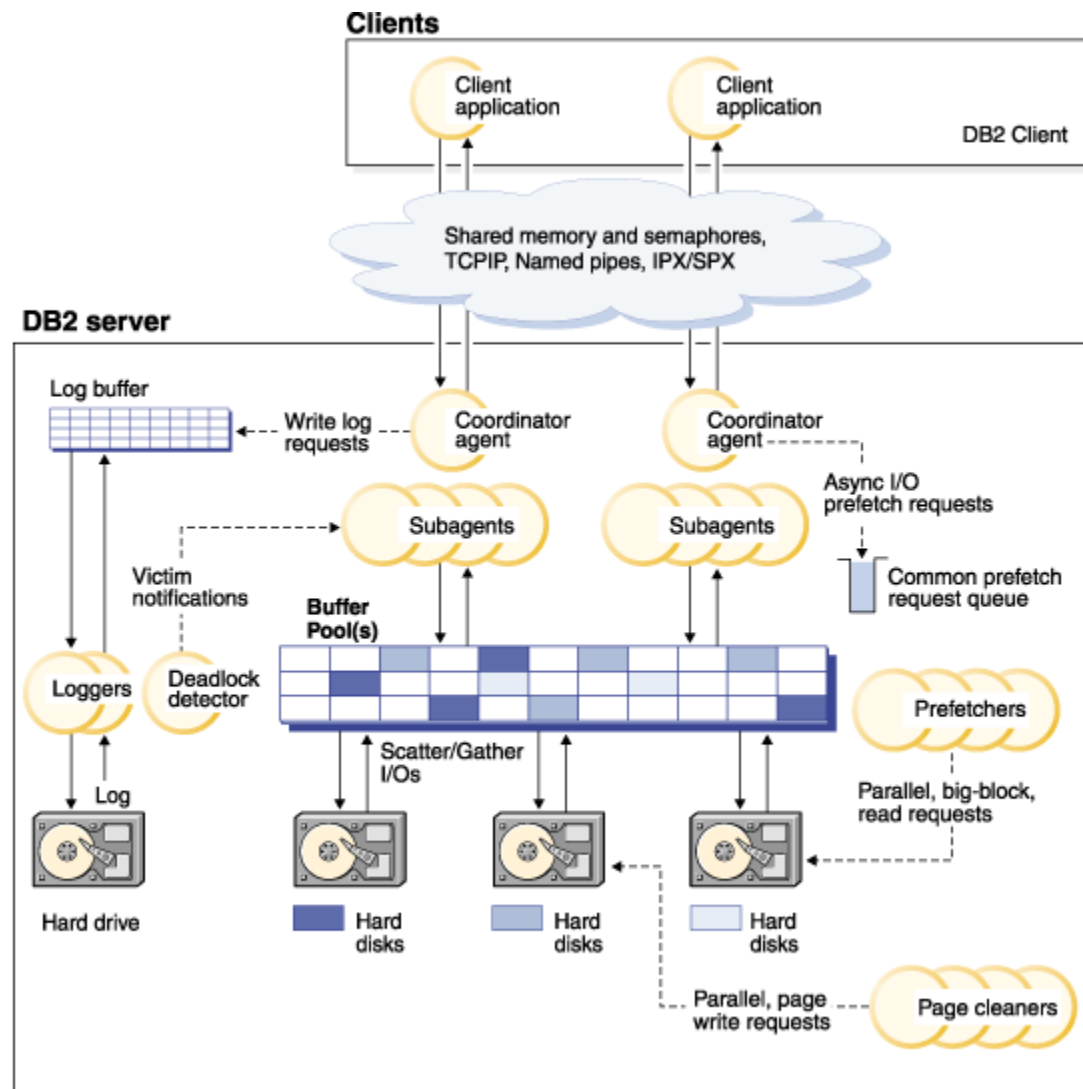 Clients
Client
application
Client
application
DB2 Client
Shared memory and semaphores,
TCPIP, Named pipes, IPX/SPX
DB2 server
Log buffer
Write log
requests
Coordinator
agent
Coordinator
agent
Async I/O
prefetch requests
Subagents
Subagents
Victim
notifications
Common prefetch
request queue
Buffer
Pool(s)
Loggers
Deadlock
detector
Prefetchers
Scatter/Gather
I/Os
Log
Parallel, big-block,
read requests
Hard drive
Hard
disks
Hard
disks
Hard
disks
Parallel, page
write requests
Page cleaners